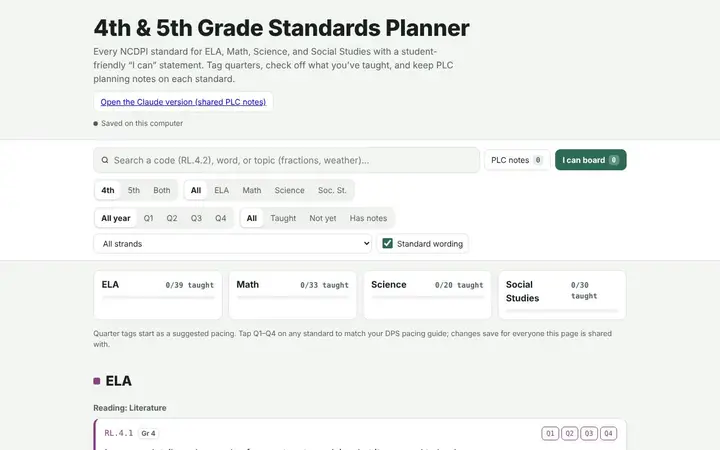 4th & 5th Grade Standards Planner
Every NCDPI standard for ELA, Math, Science, and Social Studies with a student-
friendly “I can” statement. Tag quarters, check off what you've taught, and keep PLC
planning notes on each standard.
Open the Claude version (shared PLC notes)
Saved on this computer
Search a code (RL.4.2), word, or topic (fractions, weather)...
PLC notes 0
I can board 0
4th 5th Both All ELA Math Science Soc. St.
All year Q1 Q2 Q3 Q4 All Taught Not yet Has notes
All strands
Standard wording
ELA 0/39 taught
Math 0/33 taught
Science 0/20 taught
Social Studies 0/30 taught
Quarter tags start as a suggested pacing. Tap Q1–Q4 on any standard to match your DPS pacing guide; changes save for everyone this page is shared
with.
ELA
Reading: Literature
RL.4.1 Gr 4 Q1 Q2 Q3 Q4